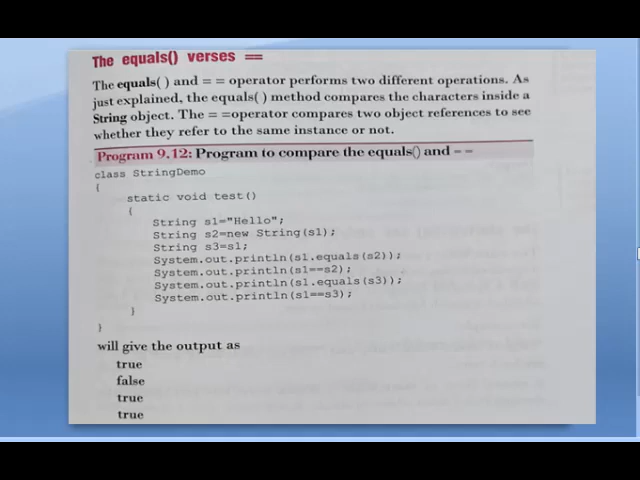 The equals() verses ==
The equals( ) and = = operator performs two different operations. As
just explained, the equals( ) method compares the characters inside a
String object. The = =operator compares two object references to see
whether they refer to the same instance or not.
Program 9.12: Program to compare the equals() and = =
class StringDemo
{
static void test()
{
String s1="Hello";
String s2=new String(s1);
String s3=s1;
System.out.println(s1.equals(s2));
System.out.println(s1==s2);
System.out.println(s1.equals(s3));
System.out.println(s1==s3);
}
}
will give the output as
true
false
true
true